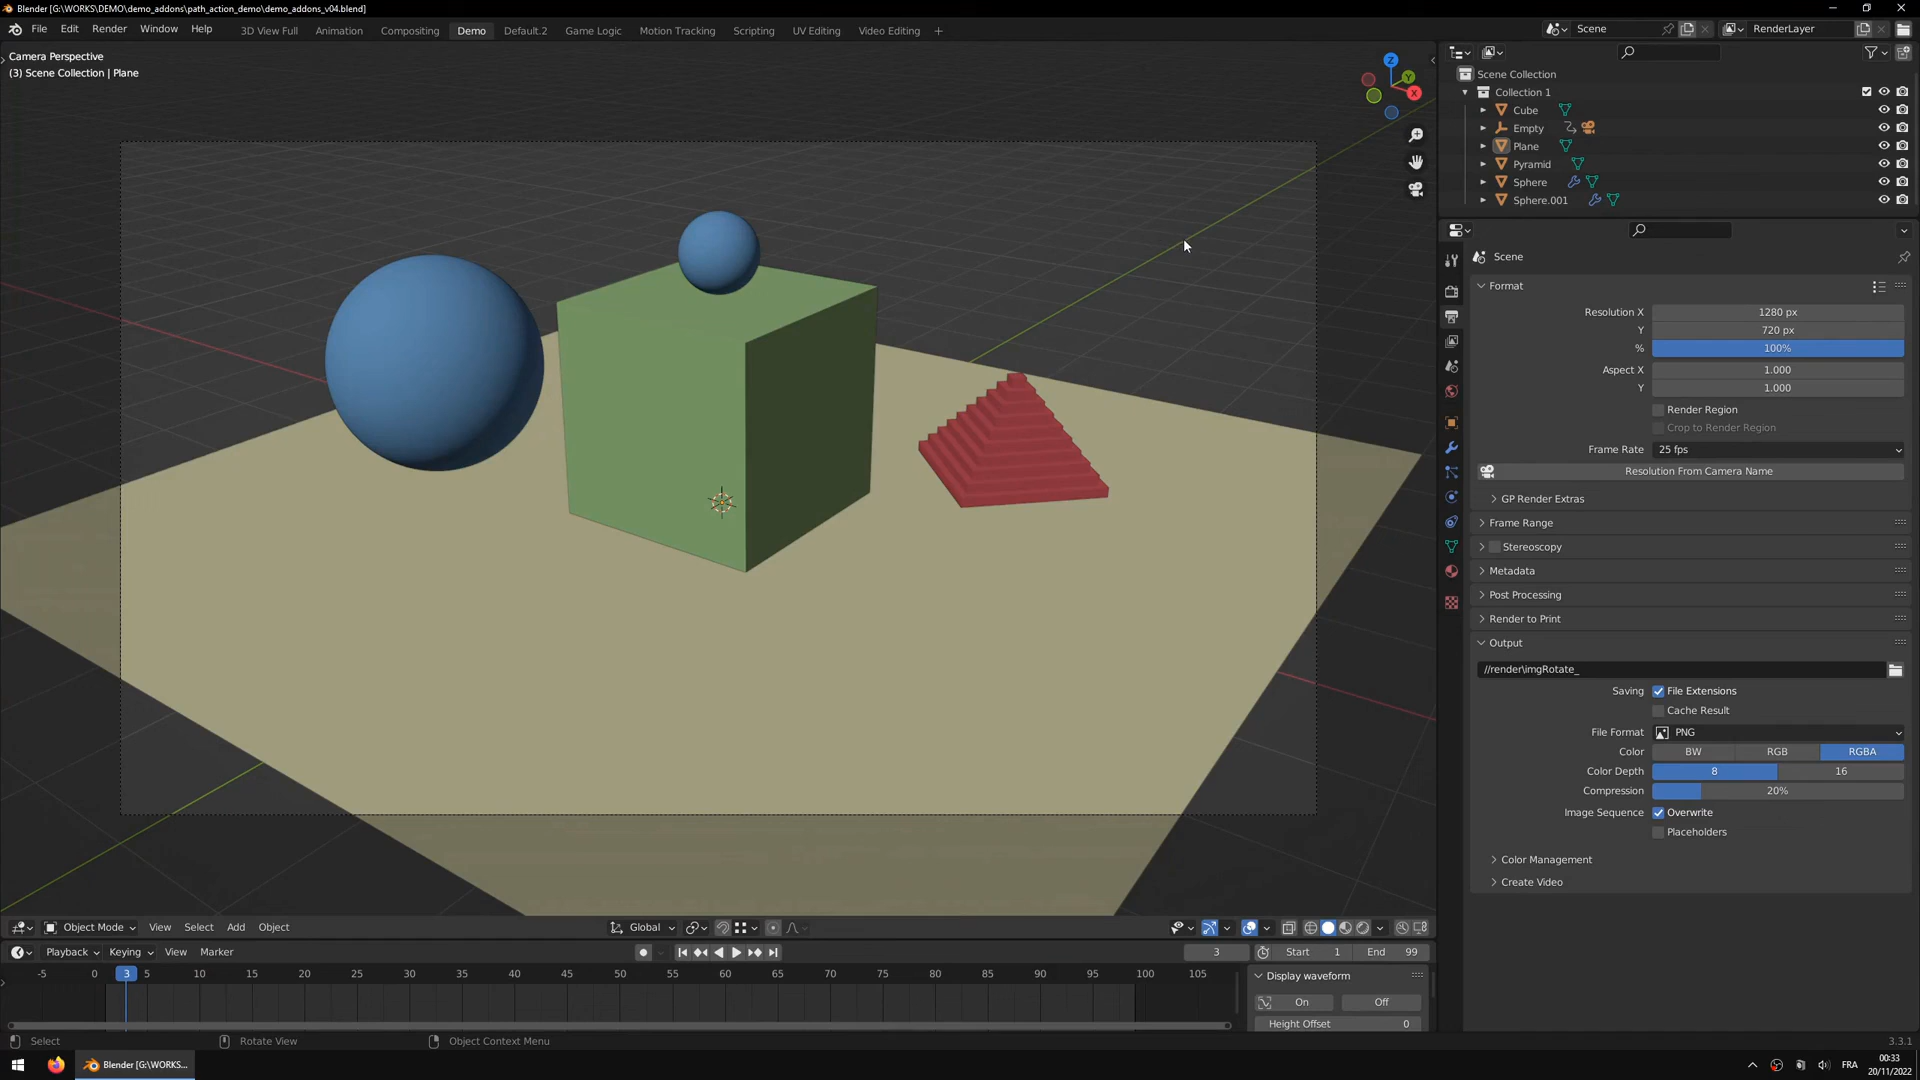 Blender [G:\WORKS\DEMO\demo_addons\path_action_demo\demo_addons_v04.blend]
File Edit Render Window Help 3D View Full Animation Compositing Demo Default.2 Game Logic Motion Tracking Scripting UV Editing Video Editing + Scene RenderLayer
Camera Perspective
(3) Scene Collection | Plane
Z
Y
X
Scene Collection
Collection 1
Cube
Empty
Plane
Pyramid
Sphere
Sphere.001
Scene
Format
Resolution X 1280 px
Y 720 px
% 100%
Aspect X 1.000
Y 1.000
Render Region
Crop to Render Region
Frame Rate 25 fps
Resolution From Camera Name
GP Render Extras
Frame Range
Stereoscopy
Metadata
Post Processing
Render to Print
Output
//render\imgRotate_
Saving File Extensions
Cache Result
File Format PNG
Color BW RGB RGBA
Color Depth 8 16
Compression 20%
Image Sequence Overwrite
Placeholders
Color Management
Create Video
Object Mode View Select Add Object Global
Playback Keying View Marker 3 Start 1 End 99
-5 0 3 5 10 15 20 25 30 35 40 45 50 55 60 65 70 75 80 85 90 95 100 105
Display waveform
On Off
Height Offset 0
Select Rotate View Object Context Menu 3.3.1
Blender [G:\WORKS... FRA 00:33
20/11/2022